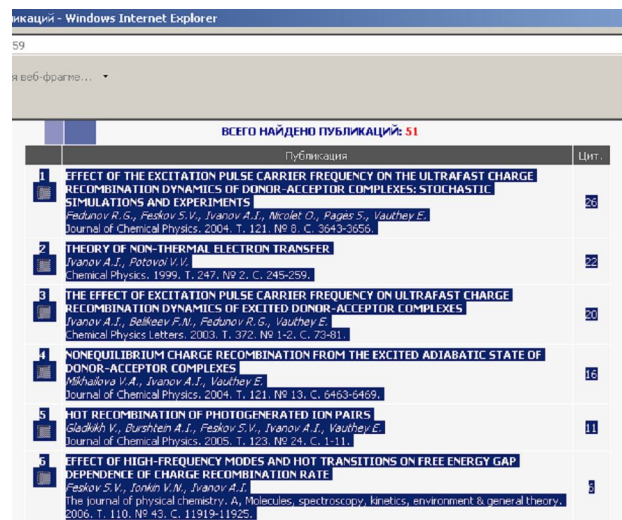 икаций - Windows Internet Explorer
59
я веб-фрагме...
ВСЕГО НАЙДЕНО ПУБЛИКАЦИЙ: 51
Публикация Цит.
1 EFFECT OF THE EXCITATION PULSE CARRIER FREQUENCY ON THE ULTRAFAST CHARGE
RECOMBINATION DYNAMICS OF DONOR-ACCEPTOR COMPLEXES: STOCHASTIC
SIMULATIONS AND EXPERIMENTS
Fedunov R.G., Feskov S.V., Ivanov A.I., Nicolet O., Pagès S., Vauthey E. 26
Journal of Chemical Physics. 2004. Т. 121. № 8. С. 3643-3656.
2 THEORY OF NON-THERMAL ELECTRON TRANSFER
Ivanov A.I., Potovoi V.V. 22
Chemical Physics. 1999. Т. 247. № 2. С. 245-259.
3 THE EFFECT OF EXCITATION PULSE CARRIER FREQUENCY ON ULTRAFAST CHARGE
RECOMBINATION DYNAMICS OF EXCITED DONOR-ACCEPTOR COMPLEXES 20
Ivanov A.I., Belikeev F.N., Fedunov R.G., Vauthey E.
Chemical Physics Letters. 2003. Т. 372. № 1-2. С. 73-81.
4 NONEQUILIBRIUM CHARGE RECOMBINATION FROM THE EXCITED ADIABATIC STATE OF
DONOR-ACCEPTOR COMPLEXES 16
Mikhailova V.A., Ivanov A.I., Vauthey E.
Journal of Chemical Physics. 2004. Т. 121. № 13. С. 6463-6469.
5 HOT RECOMBINATION OF PHOTOGENERATED ION PAIRS
Gladkikh V., Burshtein A.I., Feskov S.V., Ivanov A.I., Vauthey E. 11
Journal of Chemical Physics. 2005. Т. 123. № 24. С. 1-11.
6 EFFECT OF HIGH-FREQUENCY MODES AND HOT TRANSITIONS ON FREE ENERGY GAP
DEPENDENCE OF CHARGE RECOMBINATION RATE
Feskov S.V., Ionkin V.N., Ivanov A.I. 6
The journal of physical chemistry. A, Molecules, spectroscopy, kinetics, environment & general theory.
2006. Т. 110. № 43. С. 11919-11925.